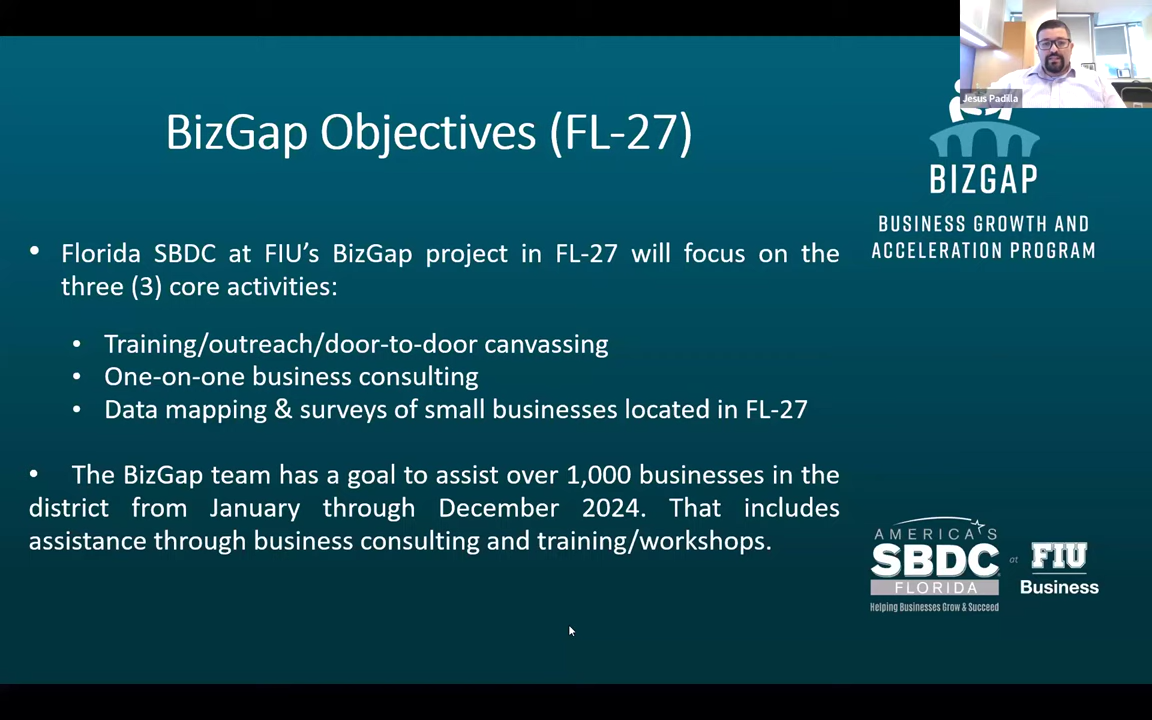 Jesus Padilla
BizGap Objectives (FL-27)
BIZGAP
BUSINESS GROWTH AND
ACCELERATION PROGRAM
• Florida SBDC at FIU’s BizGap project in FL-27 will focus on the
three (3) core activities:
• Training/outreach/door-to-door canvassing
• One-on-one business consulting
• Data mapping & surveys of small businesses located in FL-27
• The BizGap team has a goal to assist over 1,000 businesses in the
district from January through December 2024. That includes
assistance through business consulting and training/workshops.
AMERICA'S
SBDC at FIU
FLORIDA Business
Helping Businesses Grow & Succeed